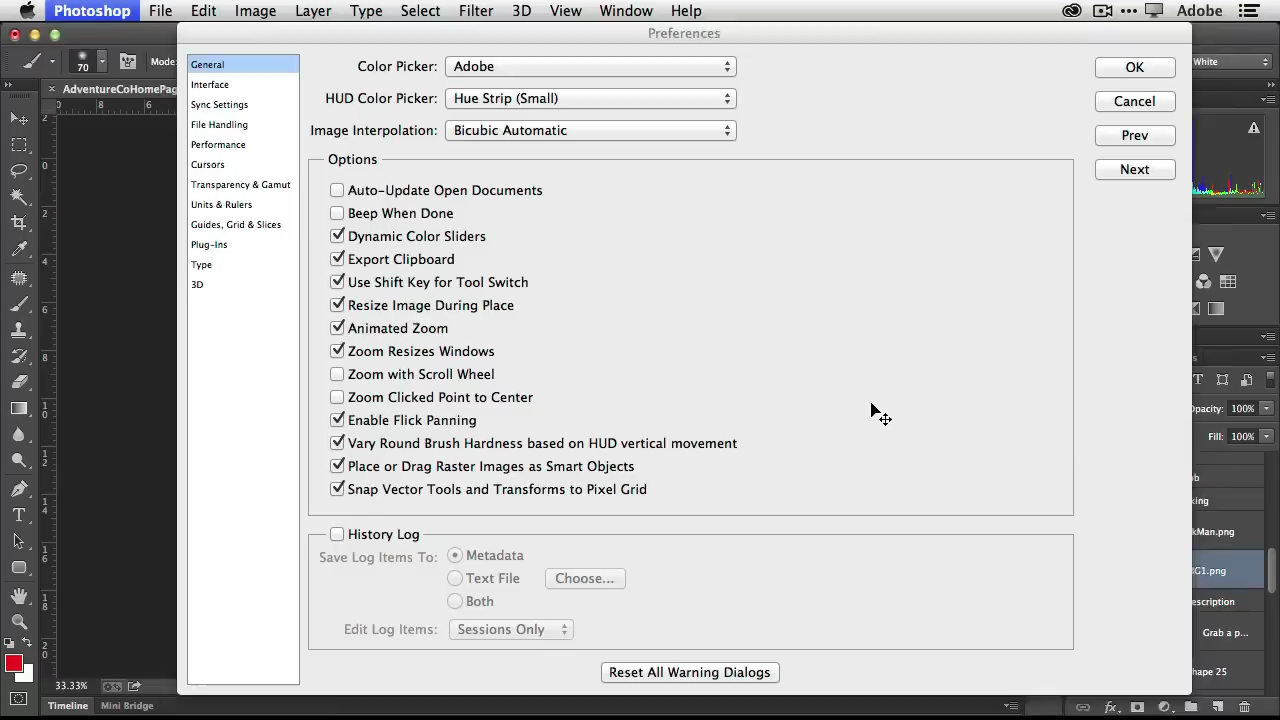 Photoshop File Edit Image Layer Type Select Filter 3D View Window Help Adobe
Preferences
70 Mode: White
AdventureCoHomePag
General
Interface
Sync Settings
File Handling
Performance
Cursors
Transparency & Gamut
Units & Rulers
Guides, Grid & Slices
Plug-Ins
Type
3D
Color Picker: Adobe
HUD Color Picker: Hue Strip (Small)
Image Interpolation: Bicubic Automatic
OK
Cancel
Prev
Next
Options
Auto-Update Open Documents
Beep When Done
Dynamic Color Sliders
Export Clipboard
Use Shift Key for Tool Switch
Resize Image During Place
Animated Zoom
Zoom Resizes Windows
Zoom with Scroll Wheel
Zoom Clicked Point to Center
Enable Flick Panning
Vary Round Brush Hardness based on HUD vertical movement
Place or Drag Raster Images as Smart Objects
Snap Vector Tools and Transforms to Pixel Grid
History Log
Save Log Items To: Metadata
Text File Choose...
Both
Edit Log Items: Sessions Only
Reset All Warning Dialogs
Opacity: 100%
Fill: 100%
kMan.png
G1.png
escription
Grab a p...
hape 25
33.33%
Timeline Mini Bridge